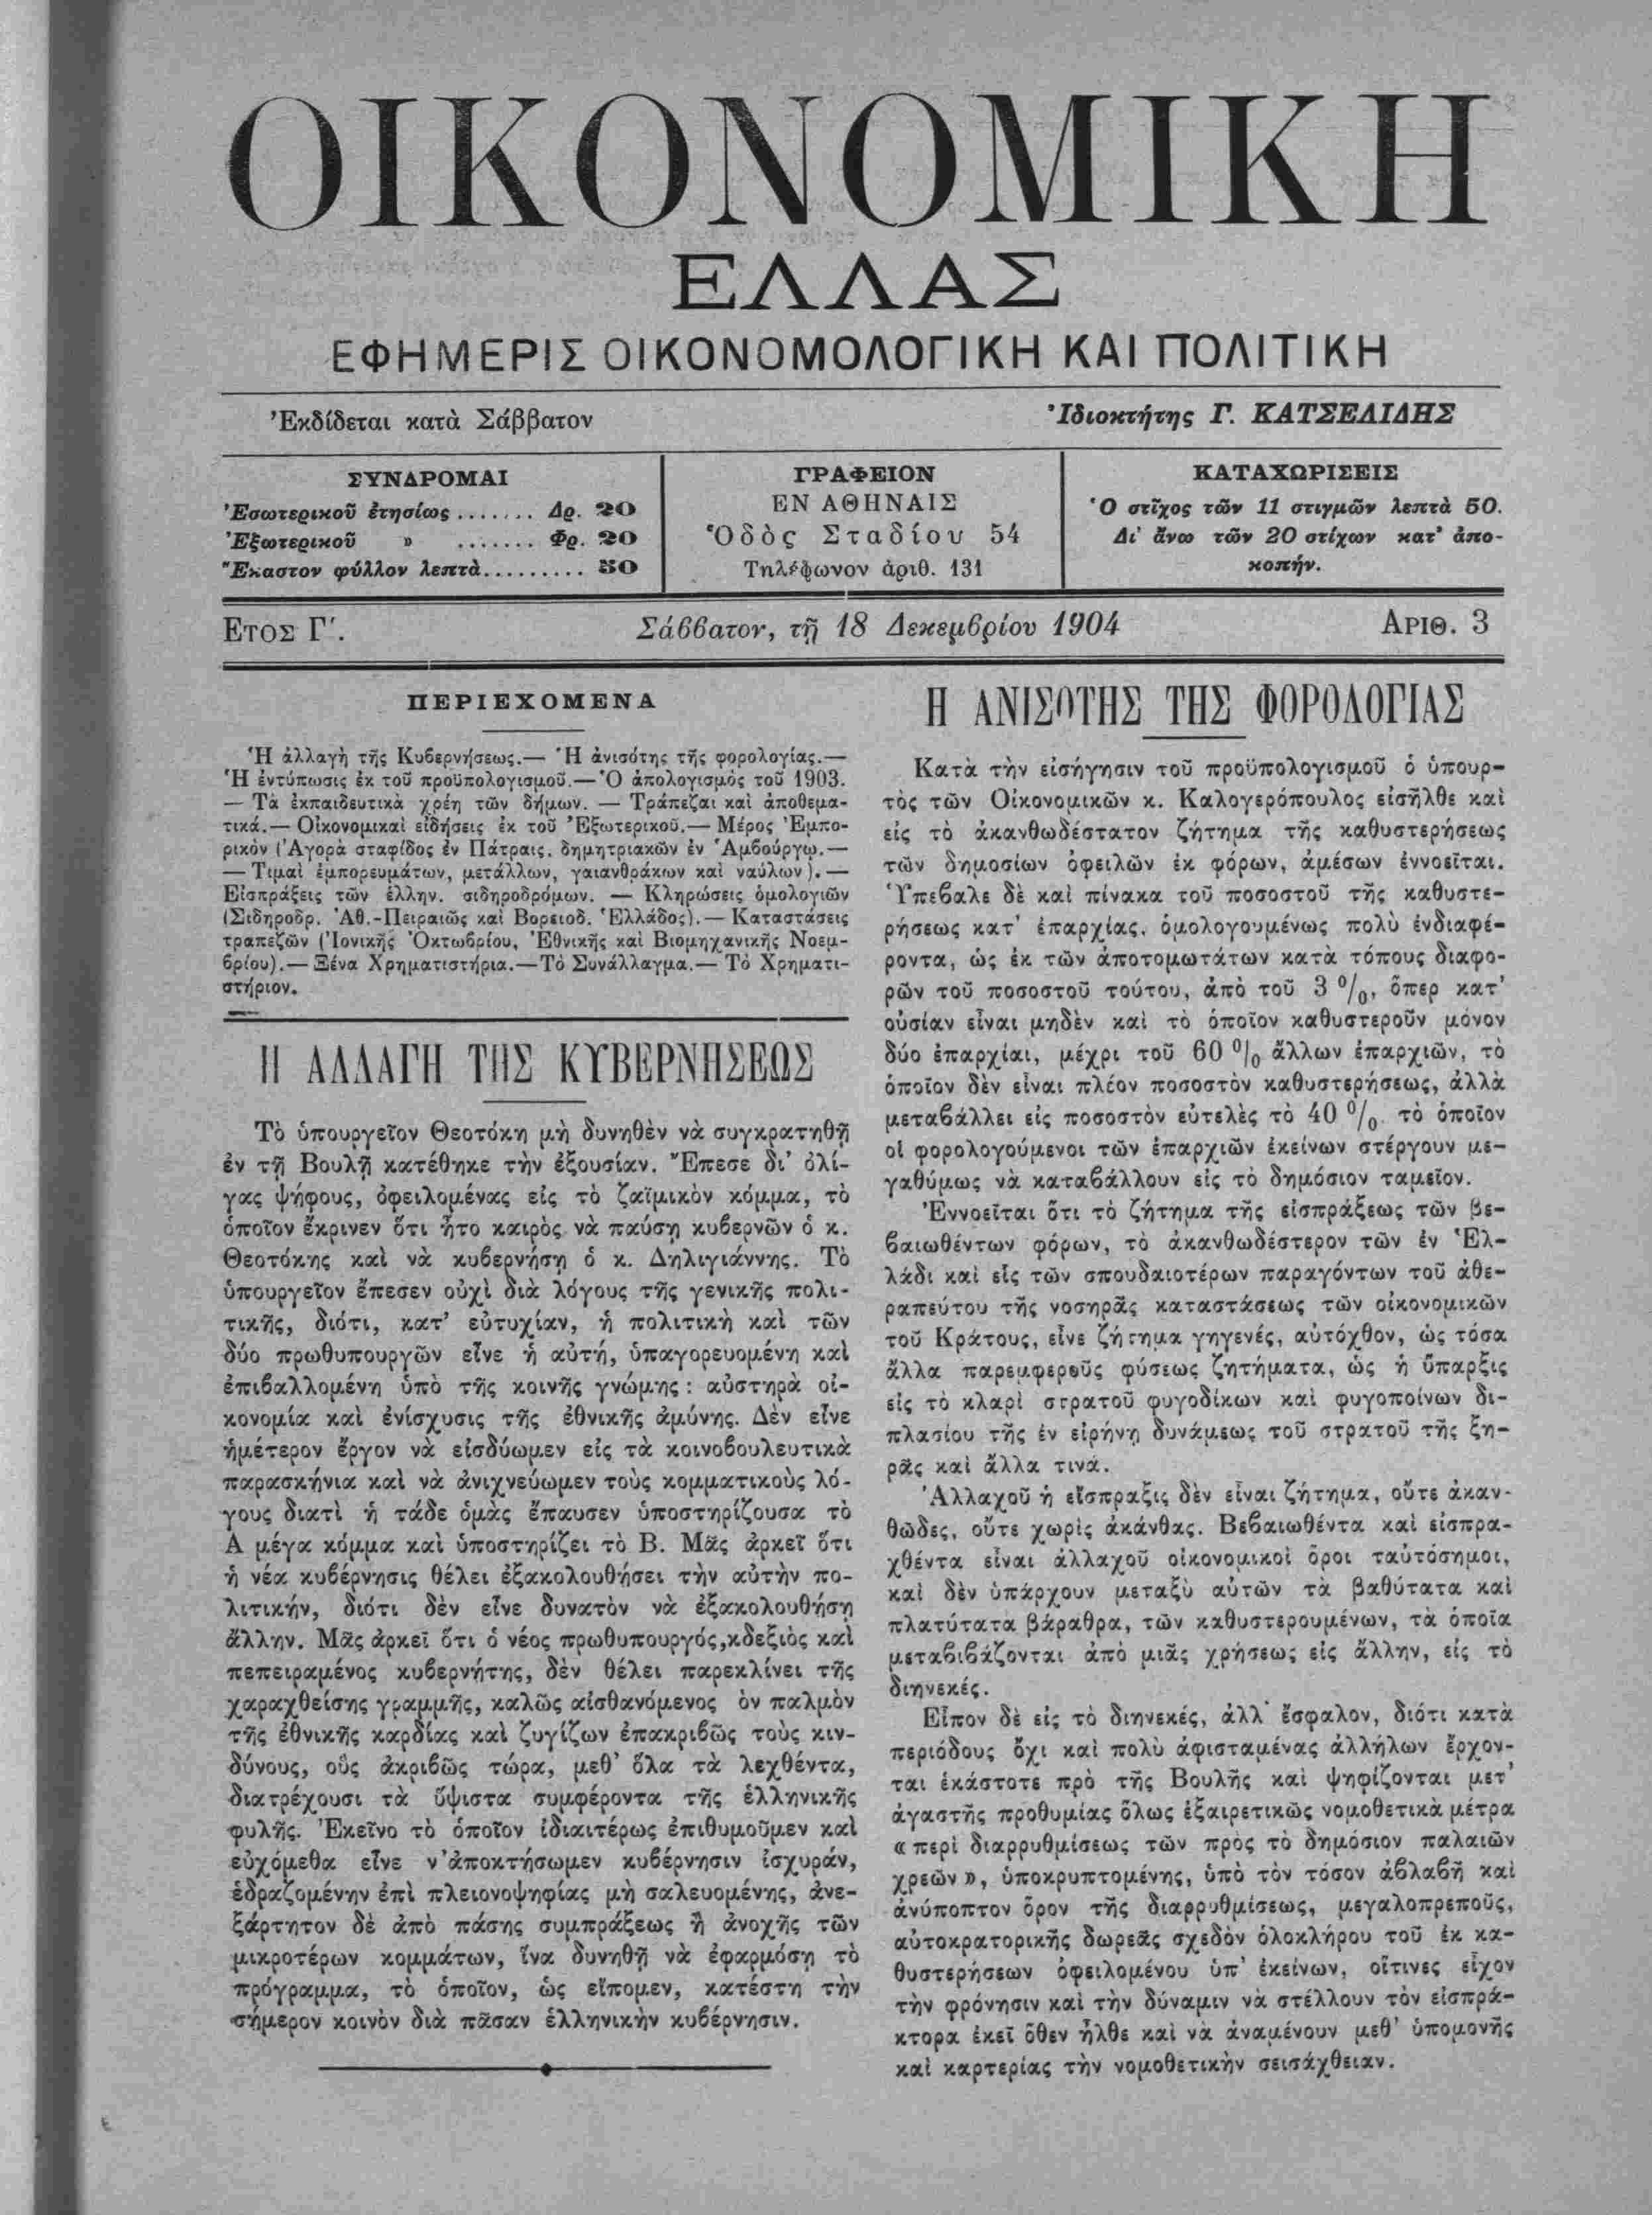 ΟΙΚΟΝΟΜΙΚΗ
ΕΛΛΑΣ
ΕΦΗΜΕΡΙΣ ΟΙΚΟΝΟΜΟΛΟΓΙΚΗ ΚΑΙ ΠΟΛΙΤΙΚΗ
Ἐκδίδεται κατὰ Σάββατον
Ἰδιοκτήτης Γ. ΚΑΤΣΕΛΙΔΗΣ
ΣΥΝΔΡΟΜΑΙ
Ἐσωτερικοῦ ἐτησίως ....... Δρ. 20
Ἐξωτερικοῦ » ....... Φρ. 20
Ἕκαστον φύλλον λεπτὰ.......... 50
ΓΡΑΦΕΙΟΝ
ΕΝ ΑΘΗΝΑΙΣ
Ὁδὸς Σταδίου 54
Τηλέφωνον ἀριθ. 131
ΚΑΤΑΧΩΡΙΣΕΙΣ
Ὁ στῖχος τῶν 11 στιγμῶν λεπτὰ 50.
Δι' ἄνω τῶν 20 στίχων κατ' ἀπο-
κοπήν.
ΕΤΟΣ Γ΄.
Σάββατον, τῇ 18 Δεκεμβρίου 1904
ΑΡΙΘ. 3
ΠΕΡΙΕΧΟΜΕΝΑ
Ἡ ἀλλαγὴ τῆς Κυβερνήσεως.— Ἡ ἀνισότης τῆς φορολογίας.—
Ἡ ἐντύπωσις ἐκ τοῦ προϋπολογισμοῦ.— Ὁ ἀπολογισμὸς τοῦ 1903.
— Τὰ ἐκπαιδευτικὰ χρέη τῶν δήμων. — Τράπεζαι καὶ ἀποθεμα-
τικά.— Οἰκονομικαὶ εἰδήσεις ἐκ τοῦ Ἐξωτερικοῦ.— Μέρος Ἐμπο-
ρικόν (Ἀγορὰ σταφίδος ἐν Πάτραις, δημητριακῶν ἐν Ἀμβούργῳ.—
— Τιμαὶ ἐμπορευμάτων, μετάλλων, γαιανθράκων καὶ ναύλων).—
Εἰσπράξεις τῶν ἑλλην. σιδηροδρόμων. — Κληρώσεις ὁμολογιῶν
(Σιδηροδρ. Ἀθ.-Πειραιῶς καὶ Βορειοδ. Ἑλλάδος).— Καταστάσεις
τραπεζῶν (Ἰονικῆς Ὀκτωβρίου, Ἐθνικῆς καὶ Βιομηχανικῆς Νοεμ-
βρίου).— Ξένα Χρηματιστήρια.— Τὸ Συνάλλαγμα.— Τὸ Χρηματι-
στήριον.
Η ΑΛΛΑΓΗ ΤΗΣ ΚΥΒΕΡΝΗΣΕΩΣ
Τὸ ὑπουργεῖον Θεοτόκη μὴ δυνηθὲν νὰ συγκρατηθῇ
ἐν τῇ Βουλῇ κατέθηκε τὴν ἐξουσίαν. Ἔπεσε δι' ὀλί-
γας ψήφους, ὀφειλομένας εἰς τὸ ζαϊμικὸν κόμμα, τὸ
ὁποῖον ἔκρινεν ὅτι ἦτο καιρὸς νὰ παύσῃ κυβερνῶν ὁ κ.
Θεοτόκης καὶ νὰ κυβερνήσῃ ὁ κ. Δηλιγιάννης. Τὸ
ὑπουργεῖον ἔπεσεν οὐχὶ διὰ λόγους τῆς γενικῆς πολι-
τικῆς, διότι, κατ' εὐτυχίαν, ἡ πολιτικὴ καὶ τῶν
δύο πρωθυπουργῶν εἶνε ἡ αὐτή, ὑπαγορευομένη καὶ
ἐπιβαλλομένη ὑπὸ τῆς κοινῆς γνώμης : αὐστηρὰ οἰ-
κονομία καὶ ἐνίσχυσις τῆς ἐθνικῆς ἀμύνης. Δὲν εἶνε
ἡμέτερον ἔργον νὰ εἰσδύωμεν εἰς τὰ κοινοβουλευτικὰ
παρασκήνια καὶ νὰ ἀνιχνεύωμεν τοὺς κομματικοὺς λό-
γους διατὶ ἡ τάδε ὁμὰς ἔπαυσεν ὑποστηρίζουσα τὸ
Α μέγα κόμμα καὶ ὑποστηρίζει τὸ Β. Μᾶς ἀρκεῖ ὅτι
ἡ νέα κυβέρνησις θέλει ἐξακολουθήσει τὴν αὐτὴν πο-
λιτικήν, διότι δὲν εἶνε δυνατὸν νὰ ἐξακολουθήσῃ
ἄλλην. Μᾶς ἀρκεῖ ὅτι ὁ νέος πρωθυπουργός,κδεξιὸς καὶ
πεπειραμένος κυβερνήτης, δὲν θέλει παρεκλίνει τῆς
χαραχθείσης γραμμῆς, καλῶς αἰσθανόμενος ὸν παλμὸν
τῆς ἐθνικῆς καρδίας καὶ ζυγίζων ἐπακριβῶς τοὺς κιν-
δύνους, οὓς ἀκριβῶς τώρα, μεθ' ὅλα τὰ λεχθέντα,
διατρέχουσι τὰ ὕψιστα συμφέροντα τῆς ἑλληνικῆς
φυλῆς. Ἐκεῖνο τὸ ὁποῖον ἰδιαιτέρως ἐπιθυμοῦμεν καὶ
εὐχόμεθα εἶνε ν'ἀποκτήσωμεν κυβέρνησιν ἰσχυράν,
ἑδραζομένην ἐπὶ πλειονοψηφίας μὴ σαλευομένης, ἀνε-
ξάρτητον δὲ ἀπὸ πάσης συμπράξεως ἢ ἀνοχῆς τῶν
μικροτέρων κομμάτων, ἵνα δυνηθῇ νὰ ἐφαρμόσῃ τὸ
πρόγραμμα, τὸ ὁποῖον, ὡς εἴπομεν, κατέστη τὴν
σήμερον κοινὸν διὰ πᾶσαν ἑλληνικὴν κυβέρνησιν.
Η ΑΝΙΣΟΤΗΣ ΤΗΣ ΦΟΡΟΛΟΓΙΑΣ
Κατὰ τὴν εἰσήγησιν τοῦ προϋπολογισμοῦ ὁ ὑπουρ-
τὸς τῶν Οἰκονομικῶν κ. Καλογερόπουλος εἰσῆλθε καὶ
εἰς τὸ ἀκανθωδέστατον ζήτημα τῆς καθυστερήσεως
τῶν δημοσίων ὀφειλῶν ἐκ φόρων, ἀμέσων ἐννοεῖται.
Ὑπέβαλε δὲ καὶ πίνακα τοῦ ποσοστοῦ τῆς καθυστε-
ρήσεως κατ' ἐπαρχίας, ὁμολογουμένως πολὺ ἐνδιαφέ-
ροντα, ὡς ἐκ τῶν ἀποτομωτάτων κατὰ τόπους διαφο-
ρῶν τοῦ ποσοστοῦ τούτου, ἀπὸ τοῦ 3 %, ὅπερ κατ'
οὐσίαν εἶναι μηδὲν καὶ τὸ ὁποῖον καθυστεροῦν μόνον
δύο ἐπαρχίαι, μέχρι τοῦ 60 % ἄλλων ἐπαρχιῶν, τὸ
ὁποῖον δὲν εἶναι πλέον ποσοστὸν καθυστερήσεως, ἀλλὰ
μεταβάλλει εἰς ποσοστὸν εὐτελὲς τὸ 40 % τὸ ὁποῖον
οἱ φορολογούμενοι τῶν ἐπαρχιῶν ἐκείνων στέργουν με-
γαθύμως νὰ καταβάλλουν εἰς τὸ δημόσιον ταμεῖον.
Ἐννοεῖται ὅτι τὸ ζήτημα τῆς εἰσπράξεως τῶν βε-
βαιωθέντων φόρων, τὸ ἀκανθωδέστερον τῶν ἐν Ἑλ-
λάδι καὶ εἷς τῶν σπουδαιοτέρων παραγόντων τοῦ ἀθε-
ραπεύτου τῆς νοσηρᾶς καταστάσεως τῶν οἰκονομικῶν
τοῦ Κράτους, εἶνε ζήτημα γηγενές, αὐτόχθον, ὡς τόσα
ἄλλα παρεμφεροῦς φύσεως ζητήματα, ὡς ἡ ὕπαρξις
εἰς τὸ κλαρὶ στρατοῦ φυγοδίκων καὶ φυγοποίνων δι-
πλασίου τῆς ἐν εἰρήνῃ δυνάμεως τοῦ στρατοῦ τῆς ξη-
ρᾶς καὶ ἄλλα τινά.
Ἀλλαχοῦ ἡ εἴσπραξις δὲν εἶναι ζήτημα, οὔτε ἀκαν-
θῶδες, οὔτε χωρὶς ἀκάνθας. Βεβαιωθέντα καὶ εἰσπρα-
χθέντα εἶναι ἀλλαχοῦ οἰκονομικοὶ ὅροι ταὐτόσημοι,
καὶ δὲν ὑπάρχουν μεταξὺ αὐτῶν τὰ βαθύτατα καὶ
πλατύτατα βάραθρα, τῶν καθυστερουμένων, τὰ ὁποῖα
μεταβιβάζονται ἀπὸ μιᾶς χρήσεως εἰς ἄλλην, εἰς τὸ
διηνεκές.
Εἶπον δὲ εἰς τὸ διηνεκές, ἀλλ' ἔσφαλον, διότι κατὰ
περιόδους ὄχι καὶ πολὺ ἀφισταμένας ἀλλήλων ἔρχον-
ται ἑκάστοτε πρὸ τῆς Βουλῆς καὶ ψηφίζονται μετ'
ἀγαστῆς προθυμίας ὅλως ἐξαιρετικῶς νομοθετικὰ μέτρα
« περὶ διαρρυθμίσεως τῶν πρὸς τὸ δημόσιον παλαιῶν
χρεῶν », ὑποκρυπτομένης, ὑπὸ τὸν τόσον ἀβλαβῆ καὶ
ἀνύποπτον ὅρον τῆς διαρρυθμίσεως, μεγαλοπρεποῦς,
αὐτοκρατορικῆς δωρεᾶς σχεδὸν ὁλοκλήρου τοῦ ἐκ κα-
θυστερήσεων ὀφειλομένου ὑπ' ἐκείνων, οἵτινες εἶχον
τὴν φρόνησιν καὶ τὴν δύναμιν νὰ στέλλουν τὸν εἰσπρά-
κτορα ἐκεῖ ὅθεν ἦλθε καὶ νὰ ἀναμένουν μεθ' ὑπομονῆς
καὶ καρτερίας τὴν νομοθετικὴν σεισάχθειαν.